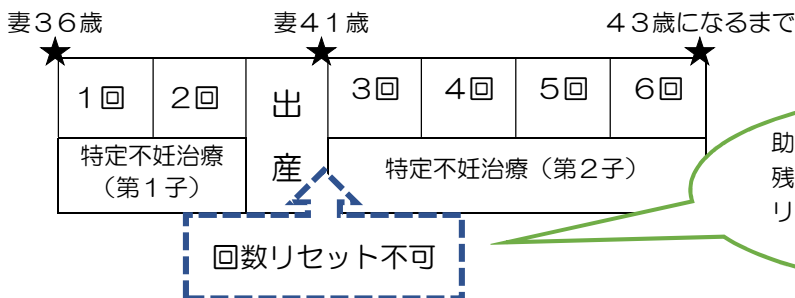 妻36歳
妻41歳
43歳になるまで
1回
2回
出産
3回
4回
5回
6回
特定不妊治療
（第1子）
特定不妊治療（第2子）
回数リセット不可
助
残
リ